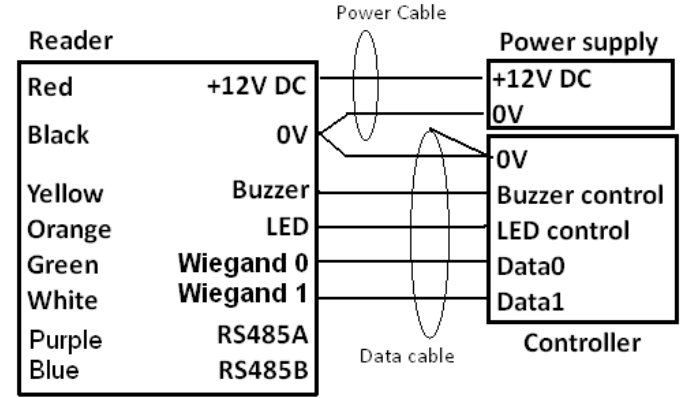 Power Cable
Reader
Power supply
Red +12V DC
+12V DC
0V
Black 0V
0V
Yellow Buzzer
Buzzer control
Orange LED
LED control
Green Wiegand 0
Data0
White Wiegand 1
Data1
Purple RS485A
Blue RS485B
Controller
Data cable